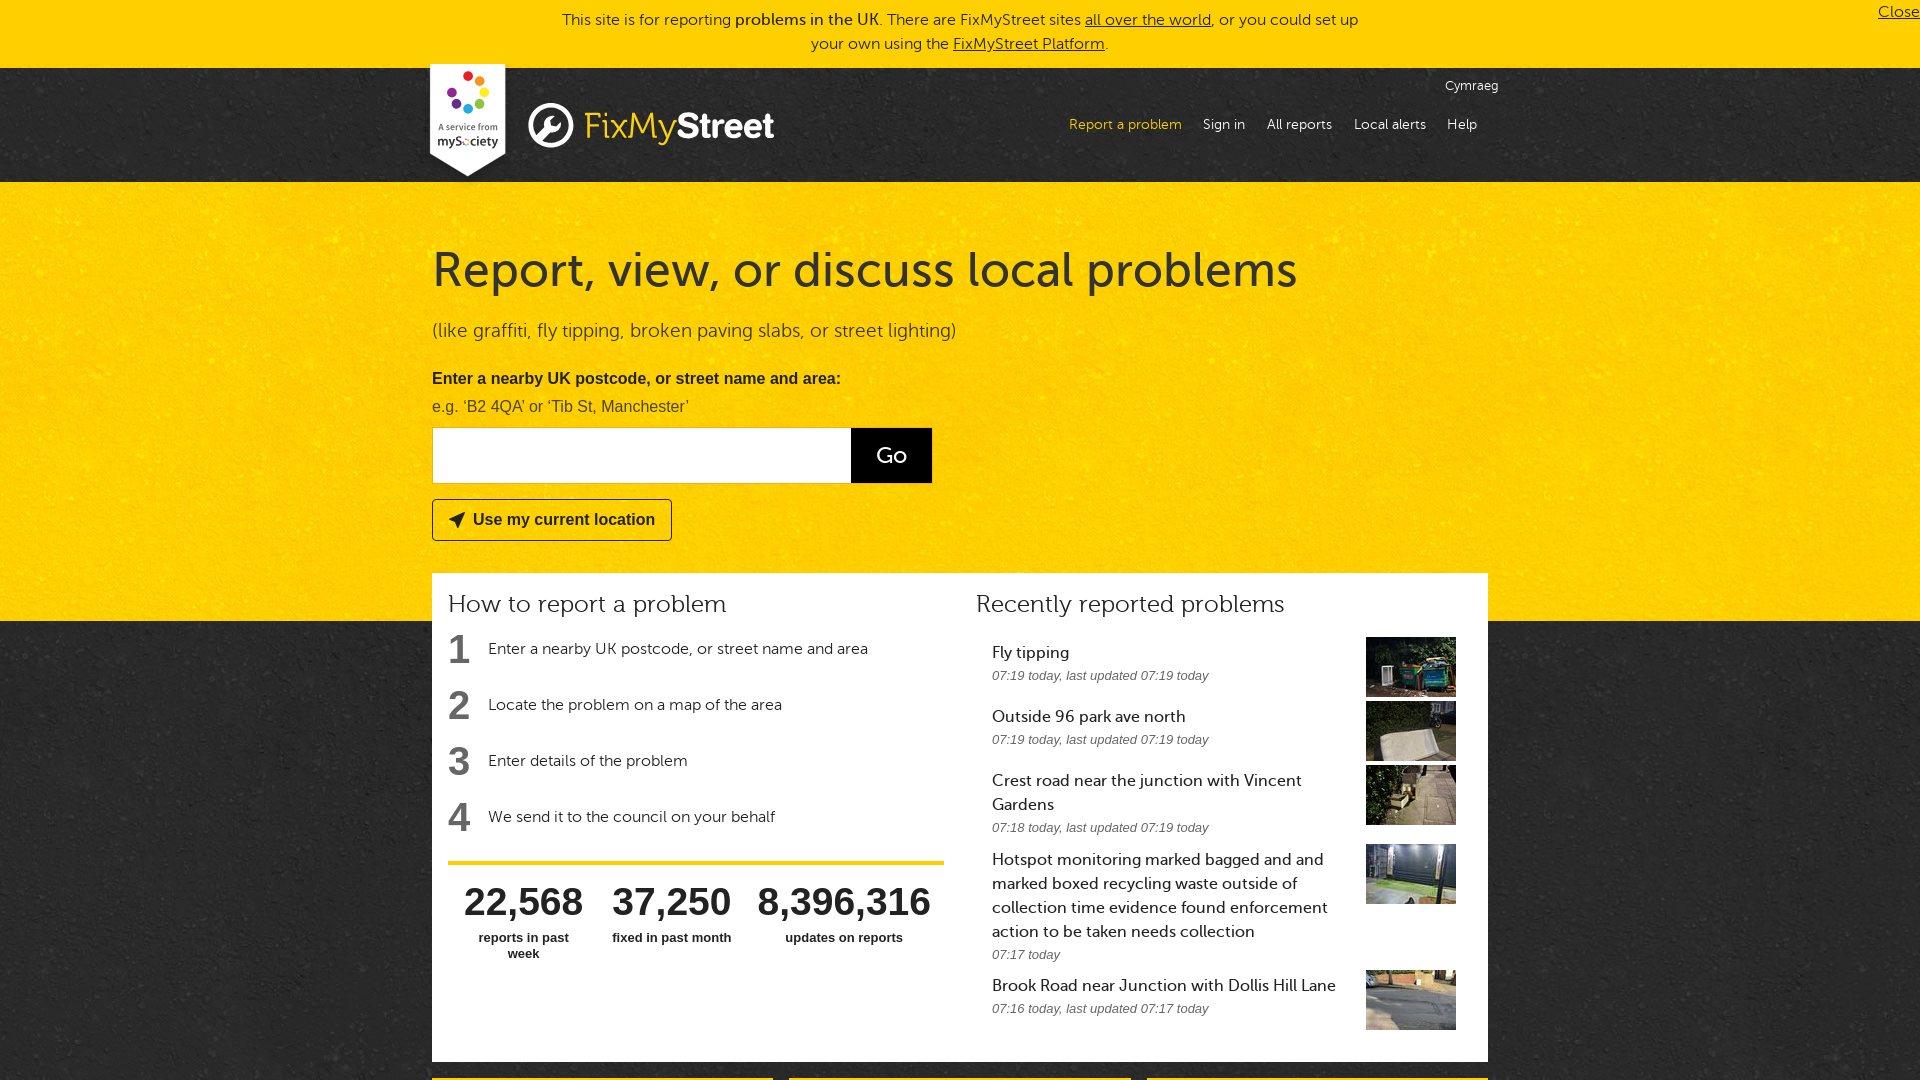 This site is for reporting problems in the UK. There are FixMyStreet sites all over the world, or you could set up
your own using the FixMyStreet Platform.
Close
A service from
mySociety
FixMyStreet
Cymraeg
Report a problem
Sign in
All reports
Local alerts
Help
Report, view, or discuss local problems
(like graffiti, fly tipping, broken paving slabs, or street lighting)
Enter a nearby UK postcode, or street name and area:
e.g. ‘B2 4QA’ or ‘Tib St, Manchester’
Go
Use my current location
How to report a problem
1 Enter a nearby UK postcode, or street name and area
2 Locate the problem on a map of the area
3 Enter details of the problem
4 We send it to the council on your behalf
22,568
reports in past
week
37,250
fixed in past month
8,396,316
updates on reports
Recently reported problems
Fly tipping
07:19 today, last updated 07:19 today
Outside 96 park ave north
07:19 today, last updated 07:19 today
Crest road near the junction with Vincent
Gardens
07:18 today, last updated 07:19 today
Hotspot monitoring marked bagged and and
marked boxed recycling waste outside of
collection time evidence found enforcement
action to be taken needs collection
07:17 today
Brook Road near Junction with Dollis Hill Lane
07:16 today, last updated 07:17 today